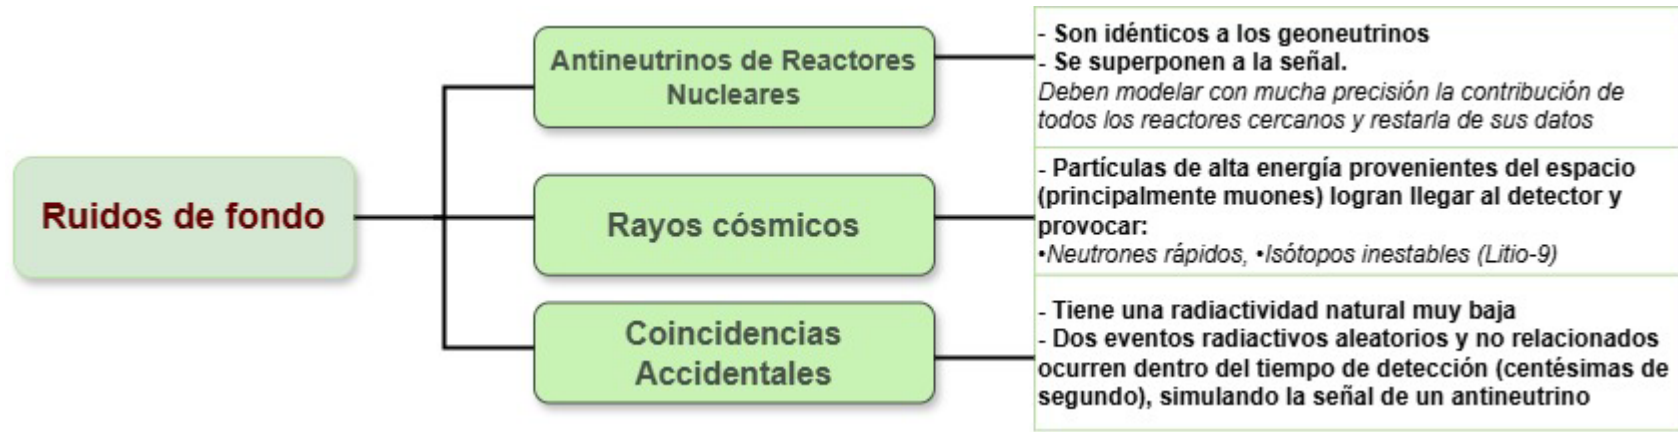 Ruidos de fondo
Antineutrinos de Reactores
Nucleares
- Son idénticos a los geoneutrinos
- Se superponen a la señal.
Deben modelar con mucha precisión la contribución de
todos los reactores cercanos y restarla de sus datos
Rayos cósmicos
- Partículas de alta energía provenientes del espacio
(principalmente muones) logran llegar al detector y
provocar:
•Neutrones rápidos, •Isótopos inestables (Litio-9)
Coincidencias
Accidentales
- Tiene una radiactividad natural muy baja
- Dos eventos radiactivos aleatorios y no relacionados
ocurren dentro del tiempo de detección (centésimas de
segundo), simulando la señal de un antineutrino